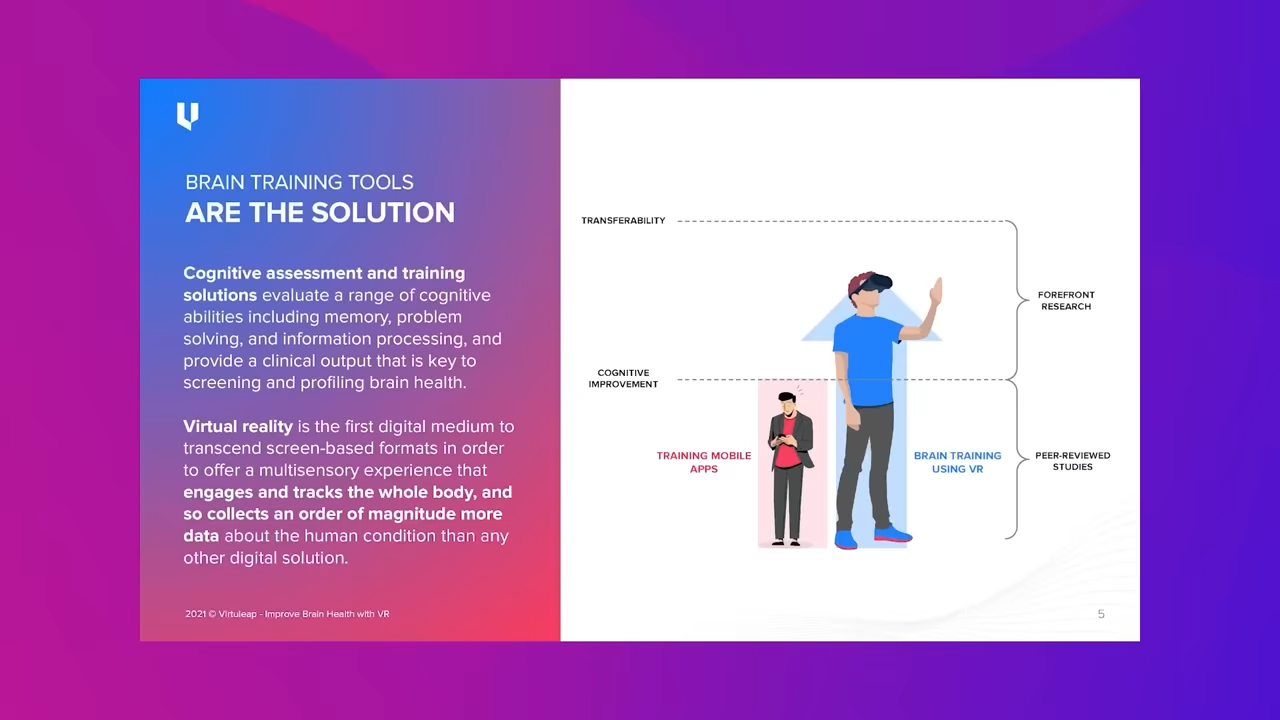 BRAIN TRAINING TOOLS
ARE THE SOLUTION
Cognitive assessment and training
solutions evaluate a range of cognitive
abilities including memory, problem
solving, and information processing, and
provide a clinical output that is key to
screening and profiling brain health.
Virtual reality is the first digital medium to
transcend screen-based formats in order
to offer a multisensory experience that
engages and tracks the whole body, and
so collects an order of magnitude more
data about the human condition than any
other digital solution.
2021 © Virtuleap - Improve Brain Health with VR
TRANSFERABILITY
FOREFRONT
RESEARCH
COGNITIVE
IMPROVEMENT
TRAINING MOBILE
APPS
BRAIN TRAINING
USING VR
PEER-REVIEWED
STUDIES
5